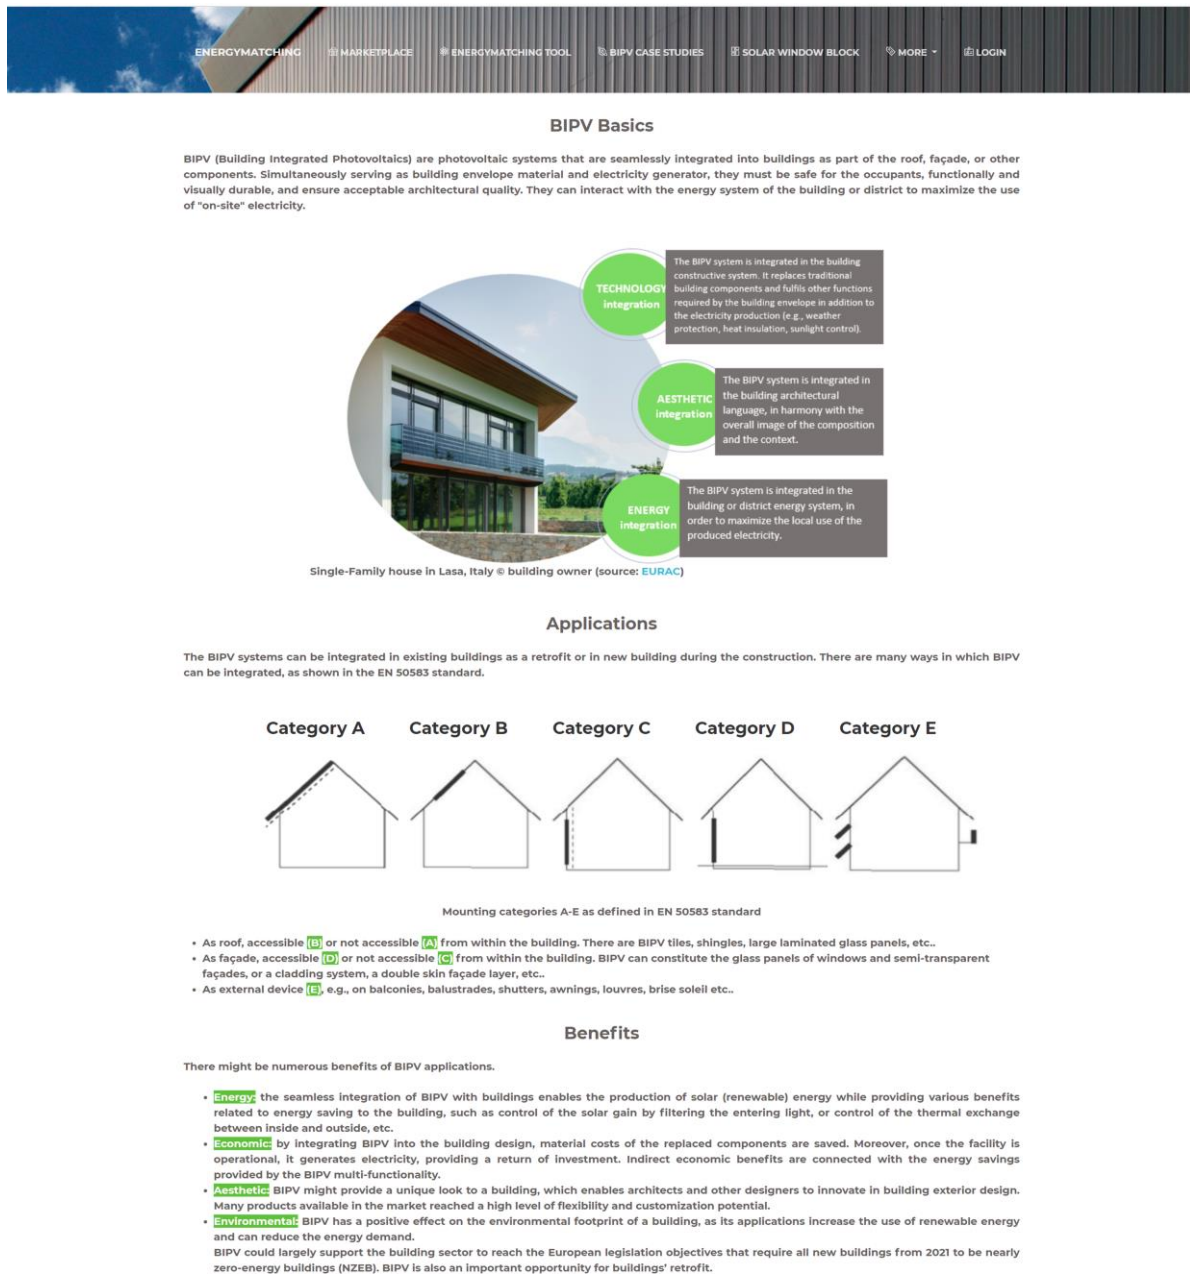 ENERGYMATCHING MARKETPLACE ENERGYMATCHING TOOL BIPV CASE STUDIES SOLAR WINDOW BLOCK MORE LOGIN
BIPV Basics
BIPV (Building Integrated Photovoltaics) are photovoltaic systems that are seamlessly integrated into buildings as part of the roof, façade, or other
components. Simultaneously serving as building envelope material and electricity generator, they must be safe for the occupants, functionally and
visually durable, and ensure acceptable architectural quality. They can interact with the energy system of the building or district to maximize the use
of "on-site" electricity.
TECHNOLOGY
integration
The BIPV system is integrated in the building
constructive system. It replaces traditional
building components and fulfils other functions
required by the building envelope in addition to
the electricity production (e.g., weather
protection, heat insulation, sunlight control).
AESTHETIC
integration
The BIPV system is integrated in
the building architectural
language, in harmony with the
overall image of the composition
and the context.
ENERGY
integration
The BIPV system is integrated in the
building or district energy system, in
order to maximize the local use of the
produced electricity.
Single-Family house in Lasa, Italy © building owner (source: EURAC)
Applications
The BIPV systems can be integrated in existing buildings as a retrofit or in new building during the construction. There are many ways in which BIPV
can be integrated, as shown in the EN 50583 standard.
Category A Category B Category C Category D Category E
Mounting categories A-E as defined in EN 50583 standard
• As roof, accessible (B) or not accessible (A) from within the building. There are BIPV tiles, shingles, large laminated glass panels, etc..
• As façade, accessible (D) or not accessible (C) from within the building. BIPV can constitute the glass panels of windows and semi-transparent
façades, or a cladding system, a double skin façade layer, etc..
• As external device (E), e.g., on balconies, balustrades, shutters, awnings, louvres, brise soleil etc..
Benefits
There might be numerous benefits of BIPV applications.
• Energy: the seamless integration of BIPV with buildings enables the production of solar (renewable) energy while providing various benefits
related to energy saving to the building, such as control of the solar gain by filtering the entering light, or control of the thermal exchange
between inside and outside, etc.
• Economic: by integrating BIPV into the building design, material costs of the replaced components are saved. Moreover, once the facility is
operational, it generates electricity, providing a return of investment. Indirect economic benefits are connected with the energy savings
provided by the BIPV multi-functionality.
• Aesthetic: BIPV might provide a unique look to a building, which enables architects and other designers to innovate in building exterior design.
Many products available in the market reached a high level of flexibility and customization potential.
• Environmental: BIPV has a positive effect on the environmental footprint of a building, as its applications increase the use of renewable energy
and can reduce the energy demand.
BIPV could largely support the building sector to reach the European legislation objectives that require all new buildings from 2021 to be nearly
zero-energy buildings (NZEB). BIPV is also an important opportunity for buildings' retrofit.